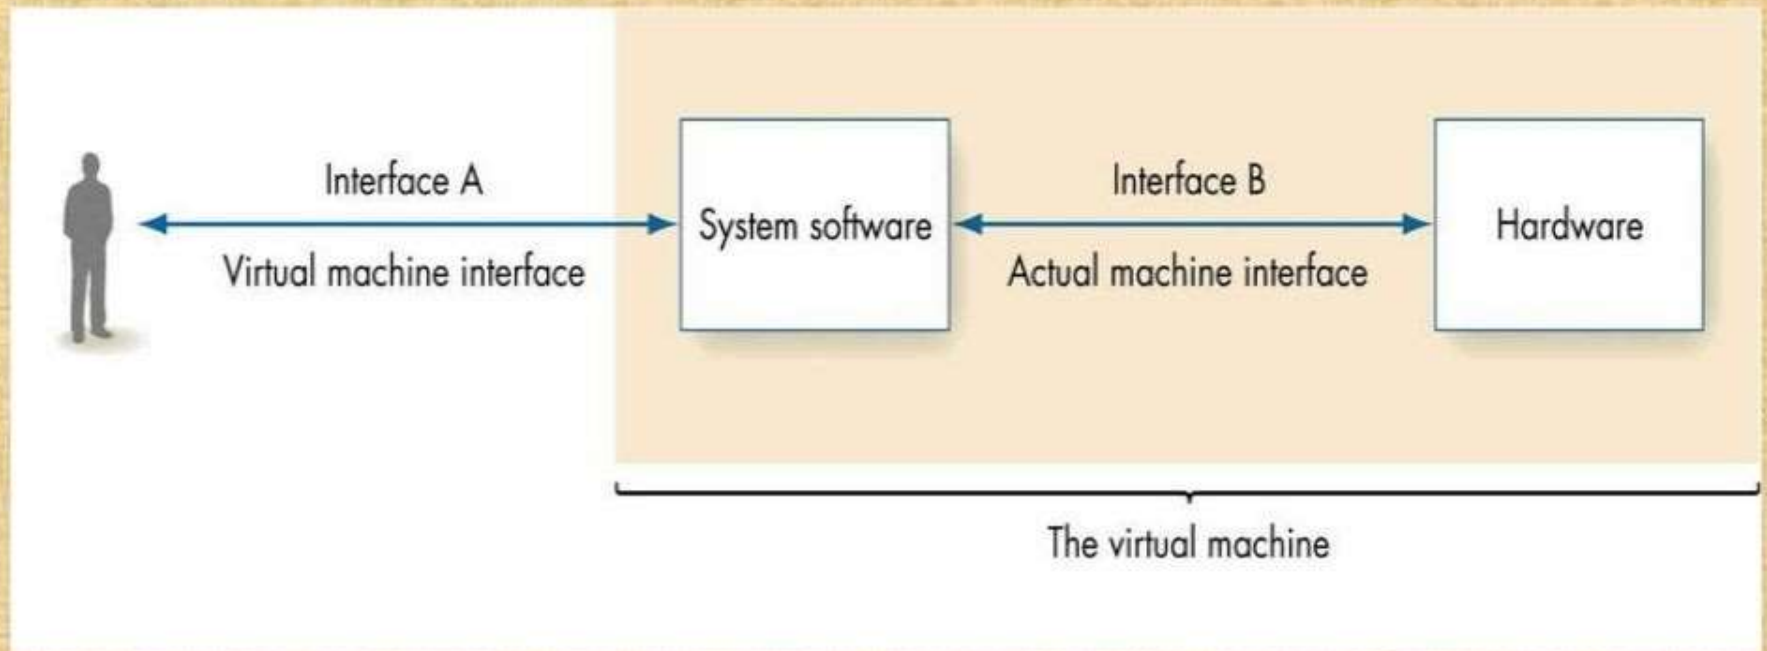 Interface A
Virtual machine interface
System software
Interface B
Actual machine interface
Hardware
The virtual machine